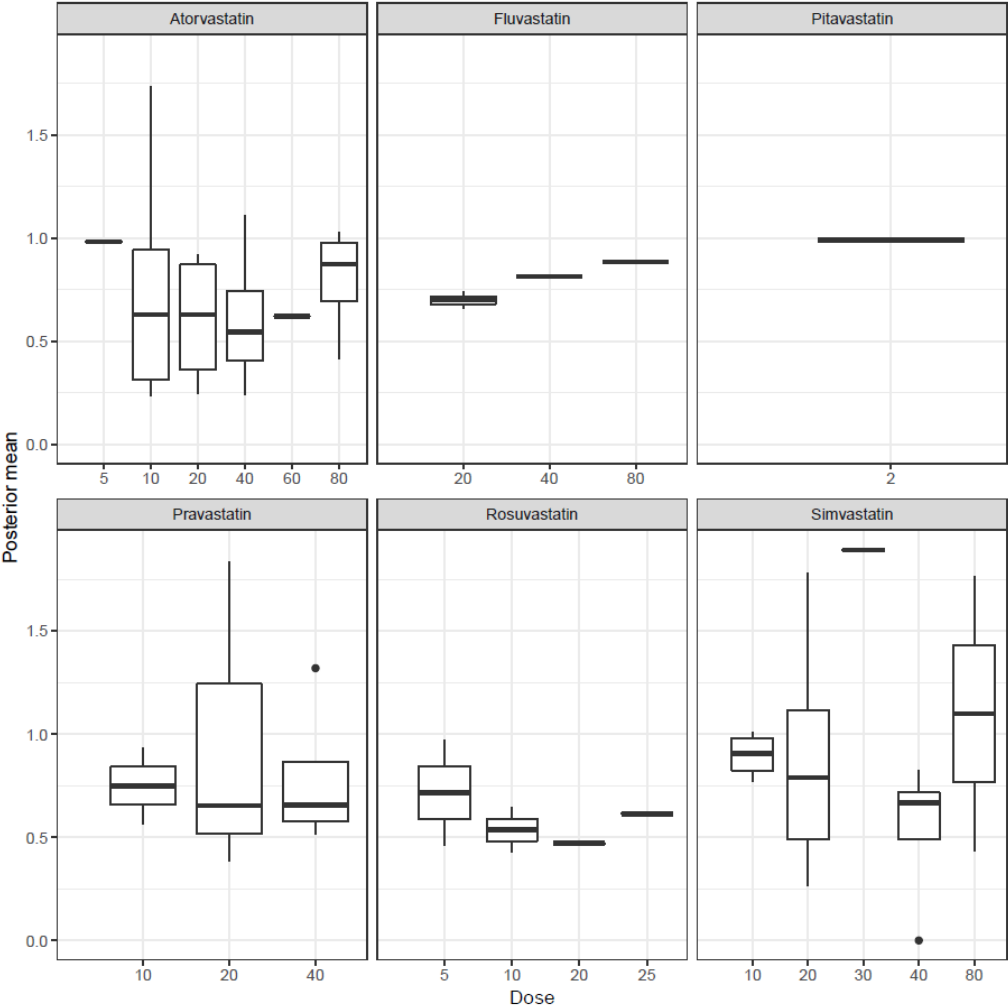 Atorvastatin Fluvastatin Pitavastatin
1.5
1.0
0.5
0.0
5 10 20 40 60 80 20 40 80 2
Posterior mean
Pravastatin Rosuvastatin Simvastatin
1.5
1.0
0.5
0.0
10 20 40 5 10 20 25 10 20 30 40 80
Dose